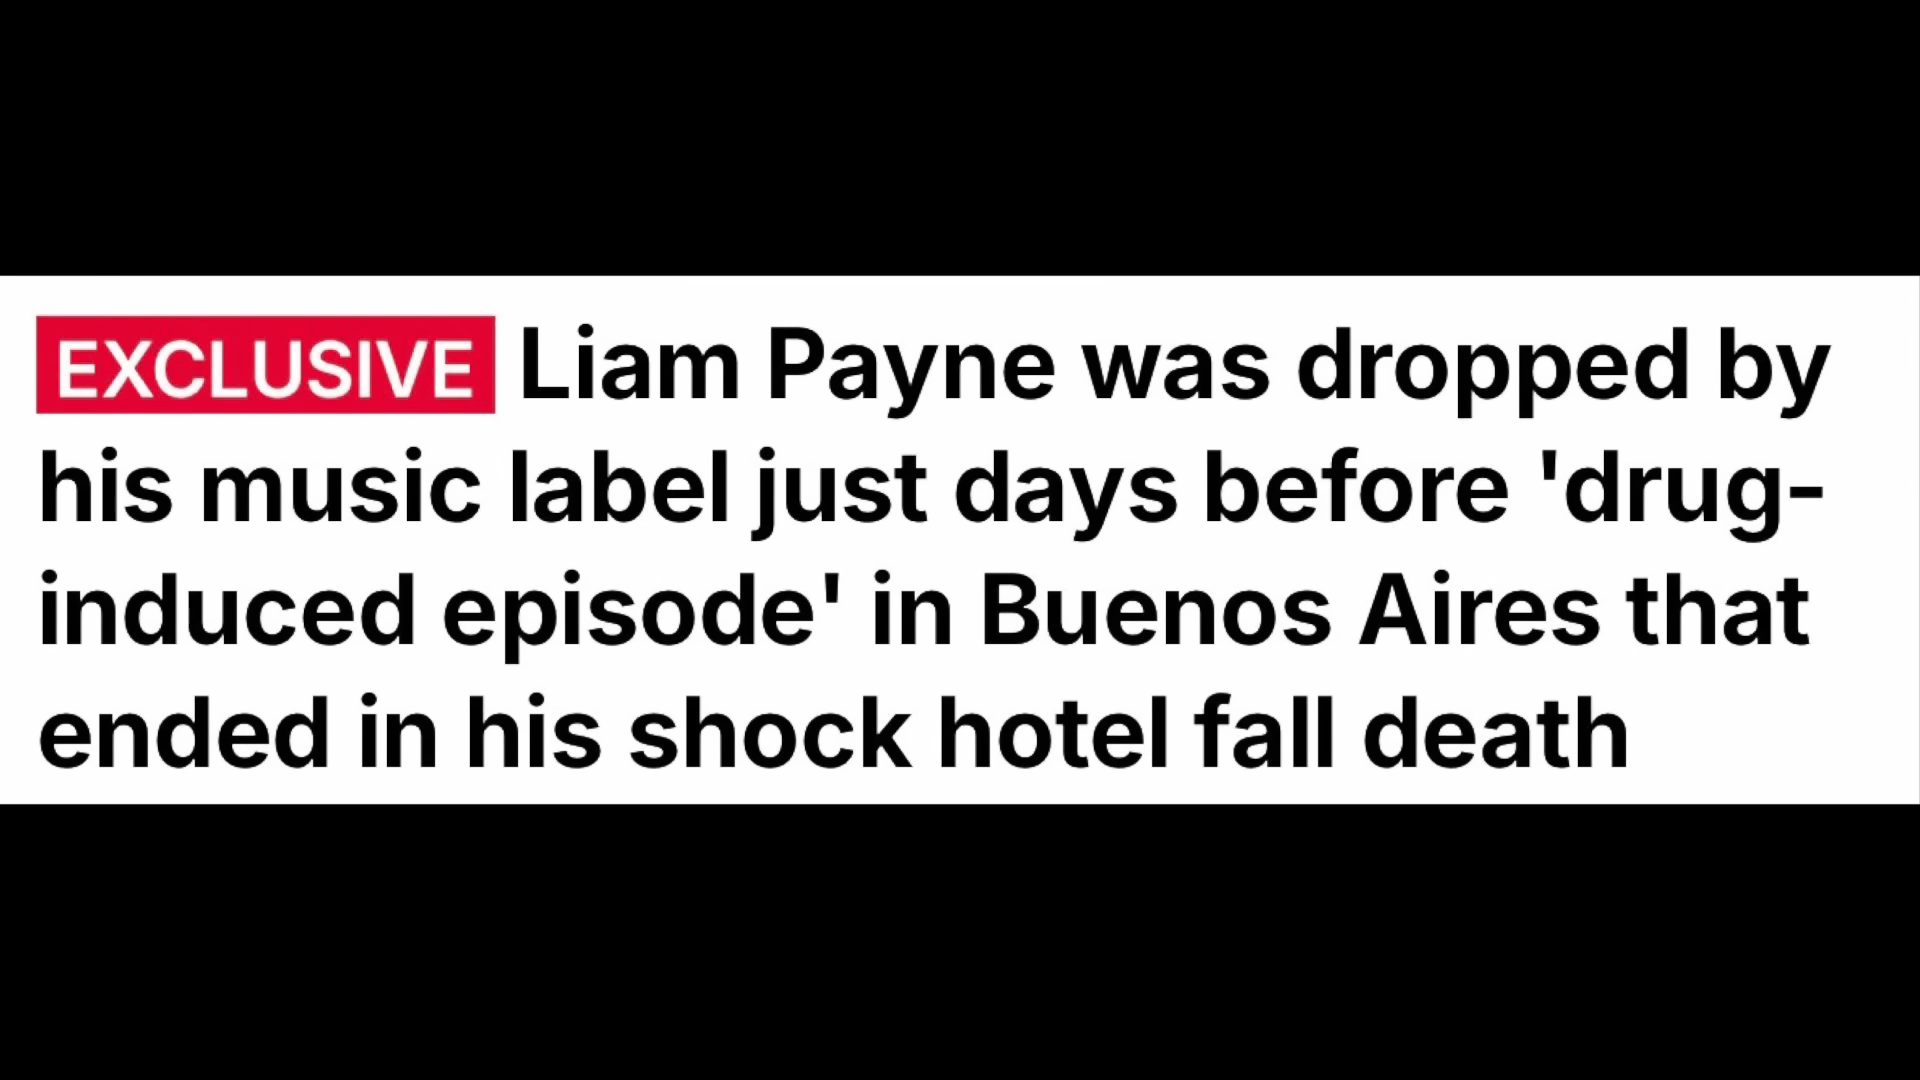 EXCLUSIVE Liam Payne was dropped by
his music label just days before 'drug-
induced episode' in Buenos Aires that
ended in his shock hotel fall death